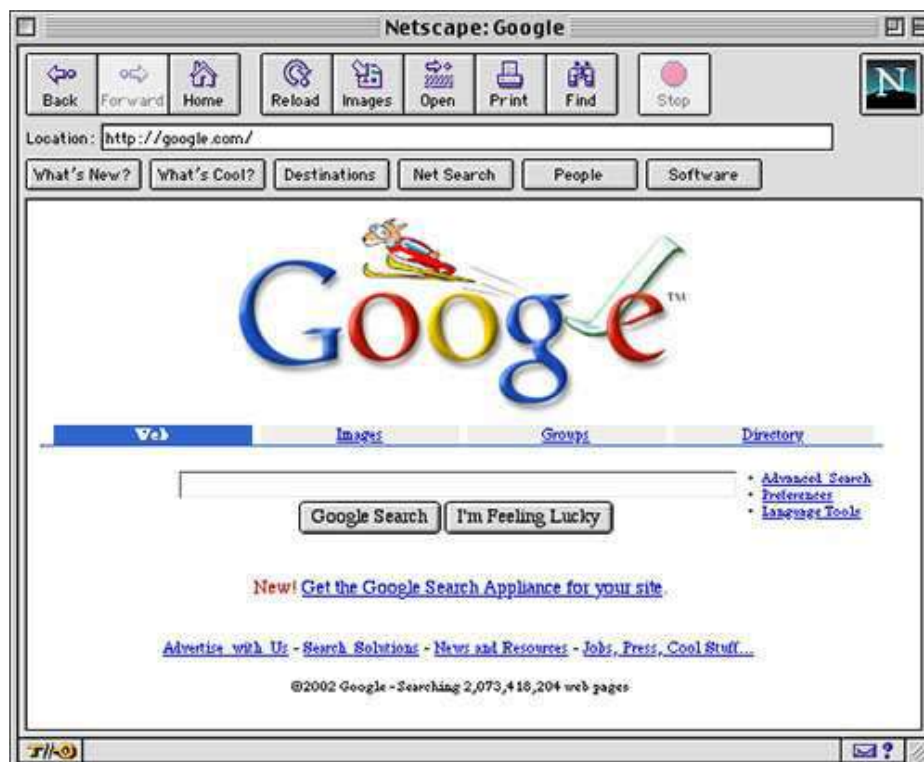 Netscape: Google
Back Forward Home Reload Images Open Print Find Stop N
Location: http://google.com/
What's New? What's Cool? Destinations Net Search People Software
Google™
Web Images Groups Directory
• Advanced Search
• Preferences
• Language Tools
Google Search I'm Feeling Lucky
New! Get the Google Search Appliance for your site.
Advertise with Us - Search Solutions - News and Resources - Jobs, Press, Cool Stuff...
©2002 Google - Searching 2,073,418,204 web pages
?